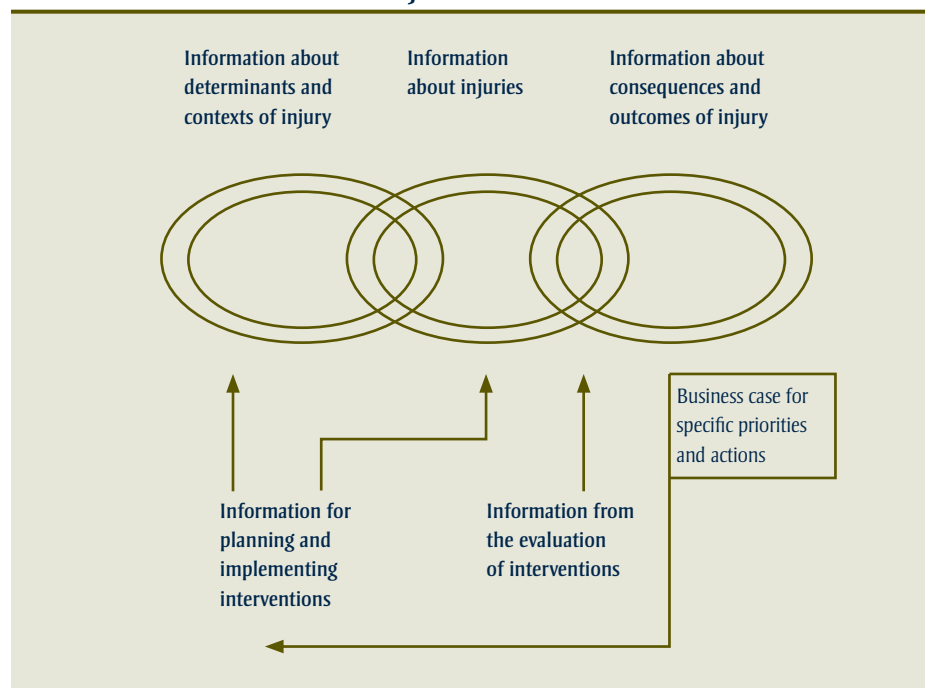 Information about
determinants and
contexts of injury
Information
about injuries
Information about
consequences and
outcomes of injury
Business case for
specific priorities
and actions
Information for
planning and
implementing
interventions
Information from
the evaluation
of interventions